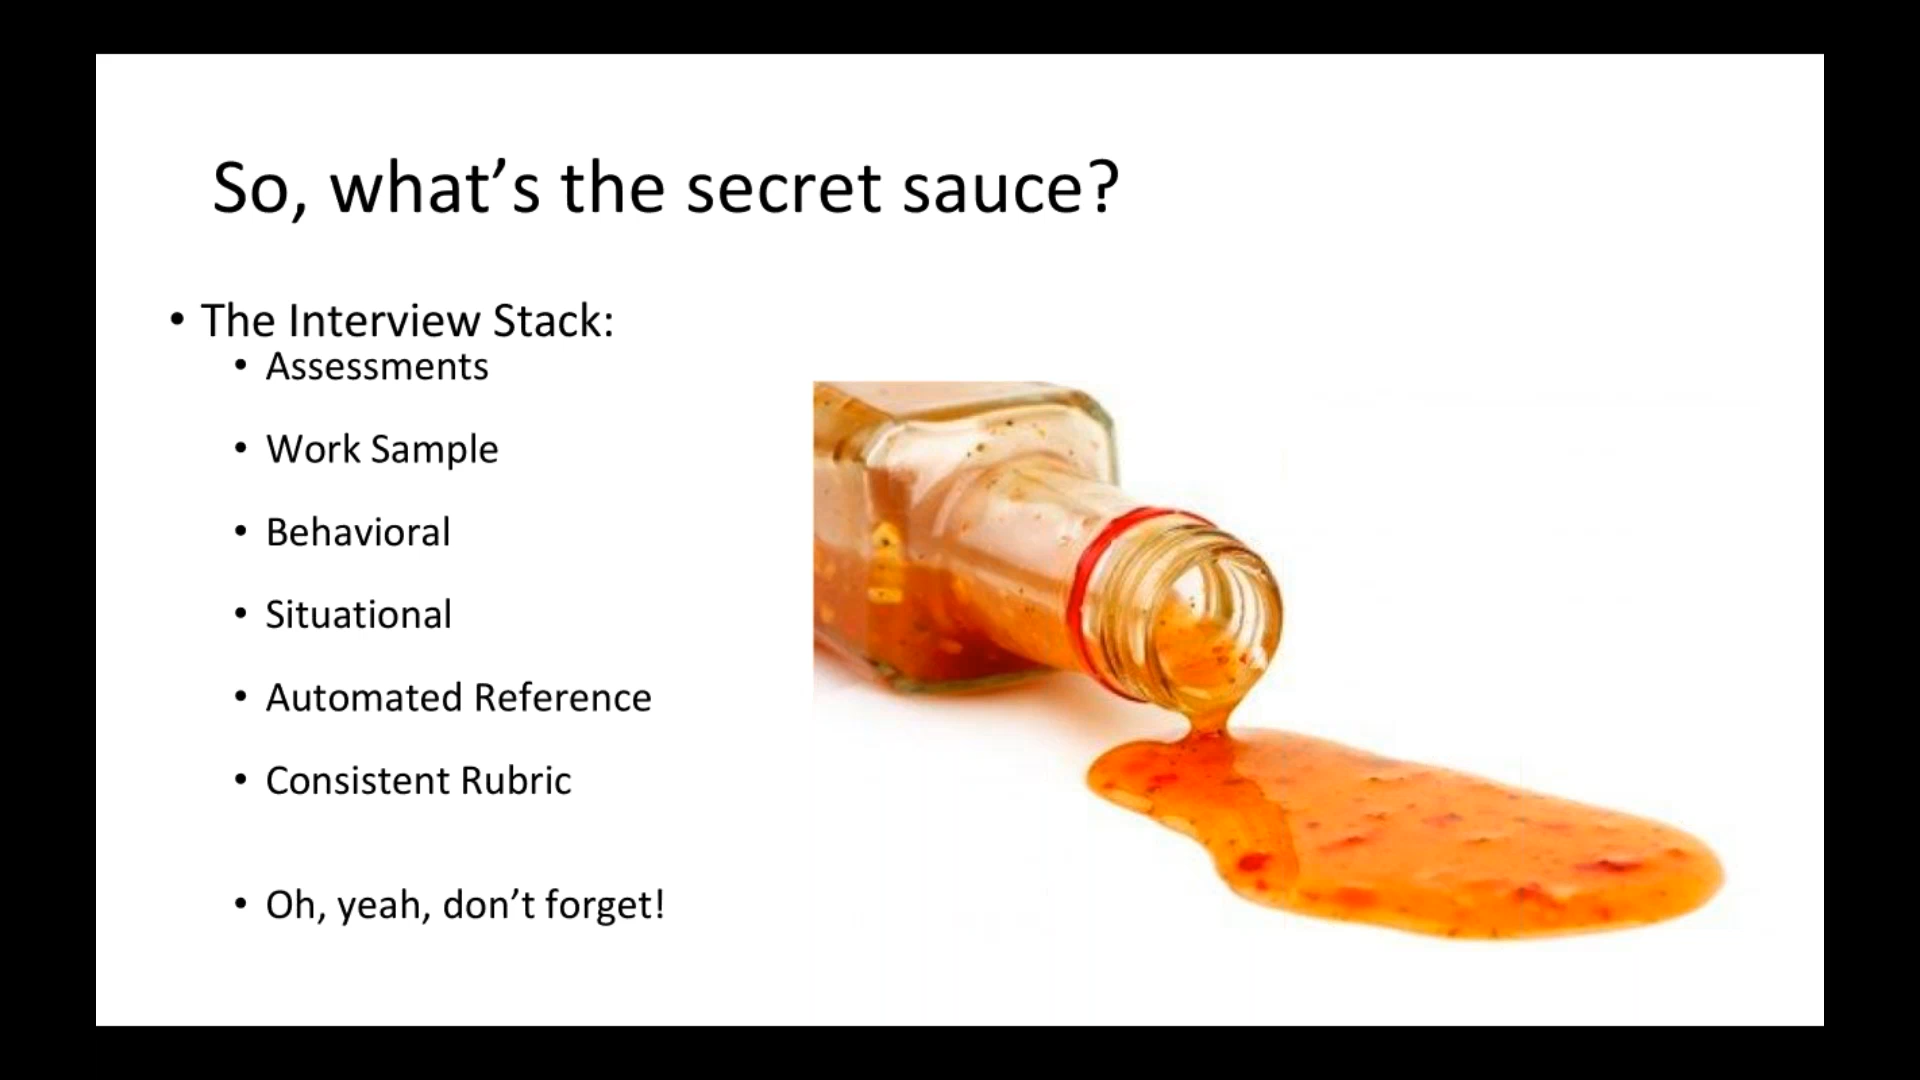 So, what’s the secret sauce?
• The Interview Stack:
• Assessments
• Work Sample
• Behavioral
• Situational
• Automated Reference
• Consistent Rubric
• Oh, yeah, don’t forget!